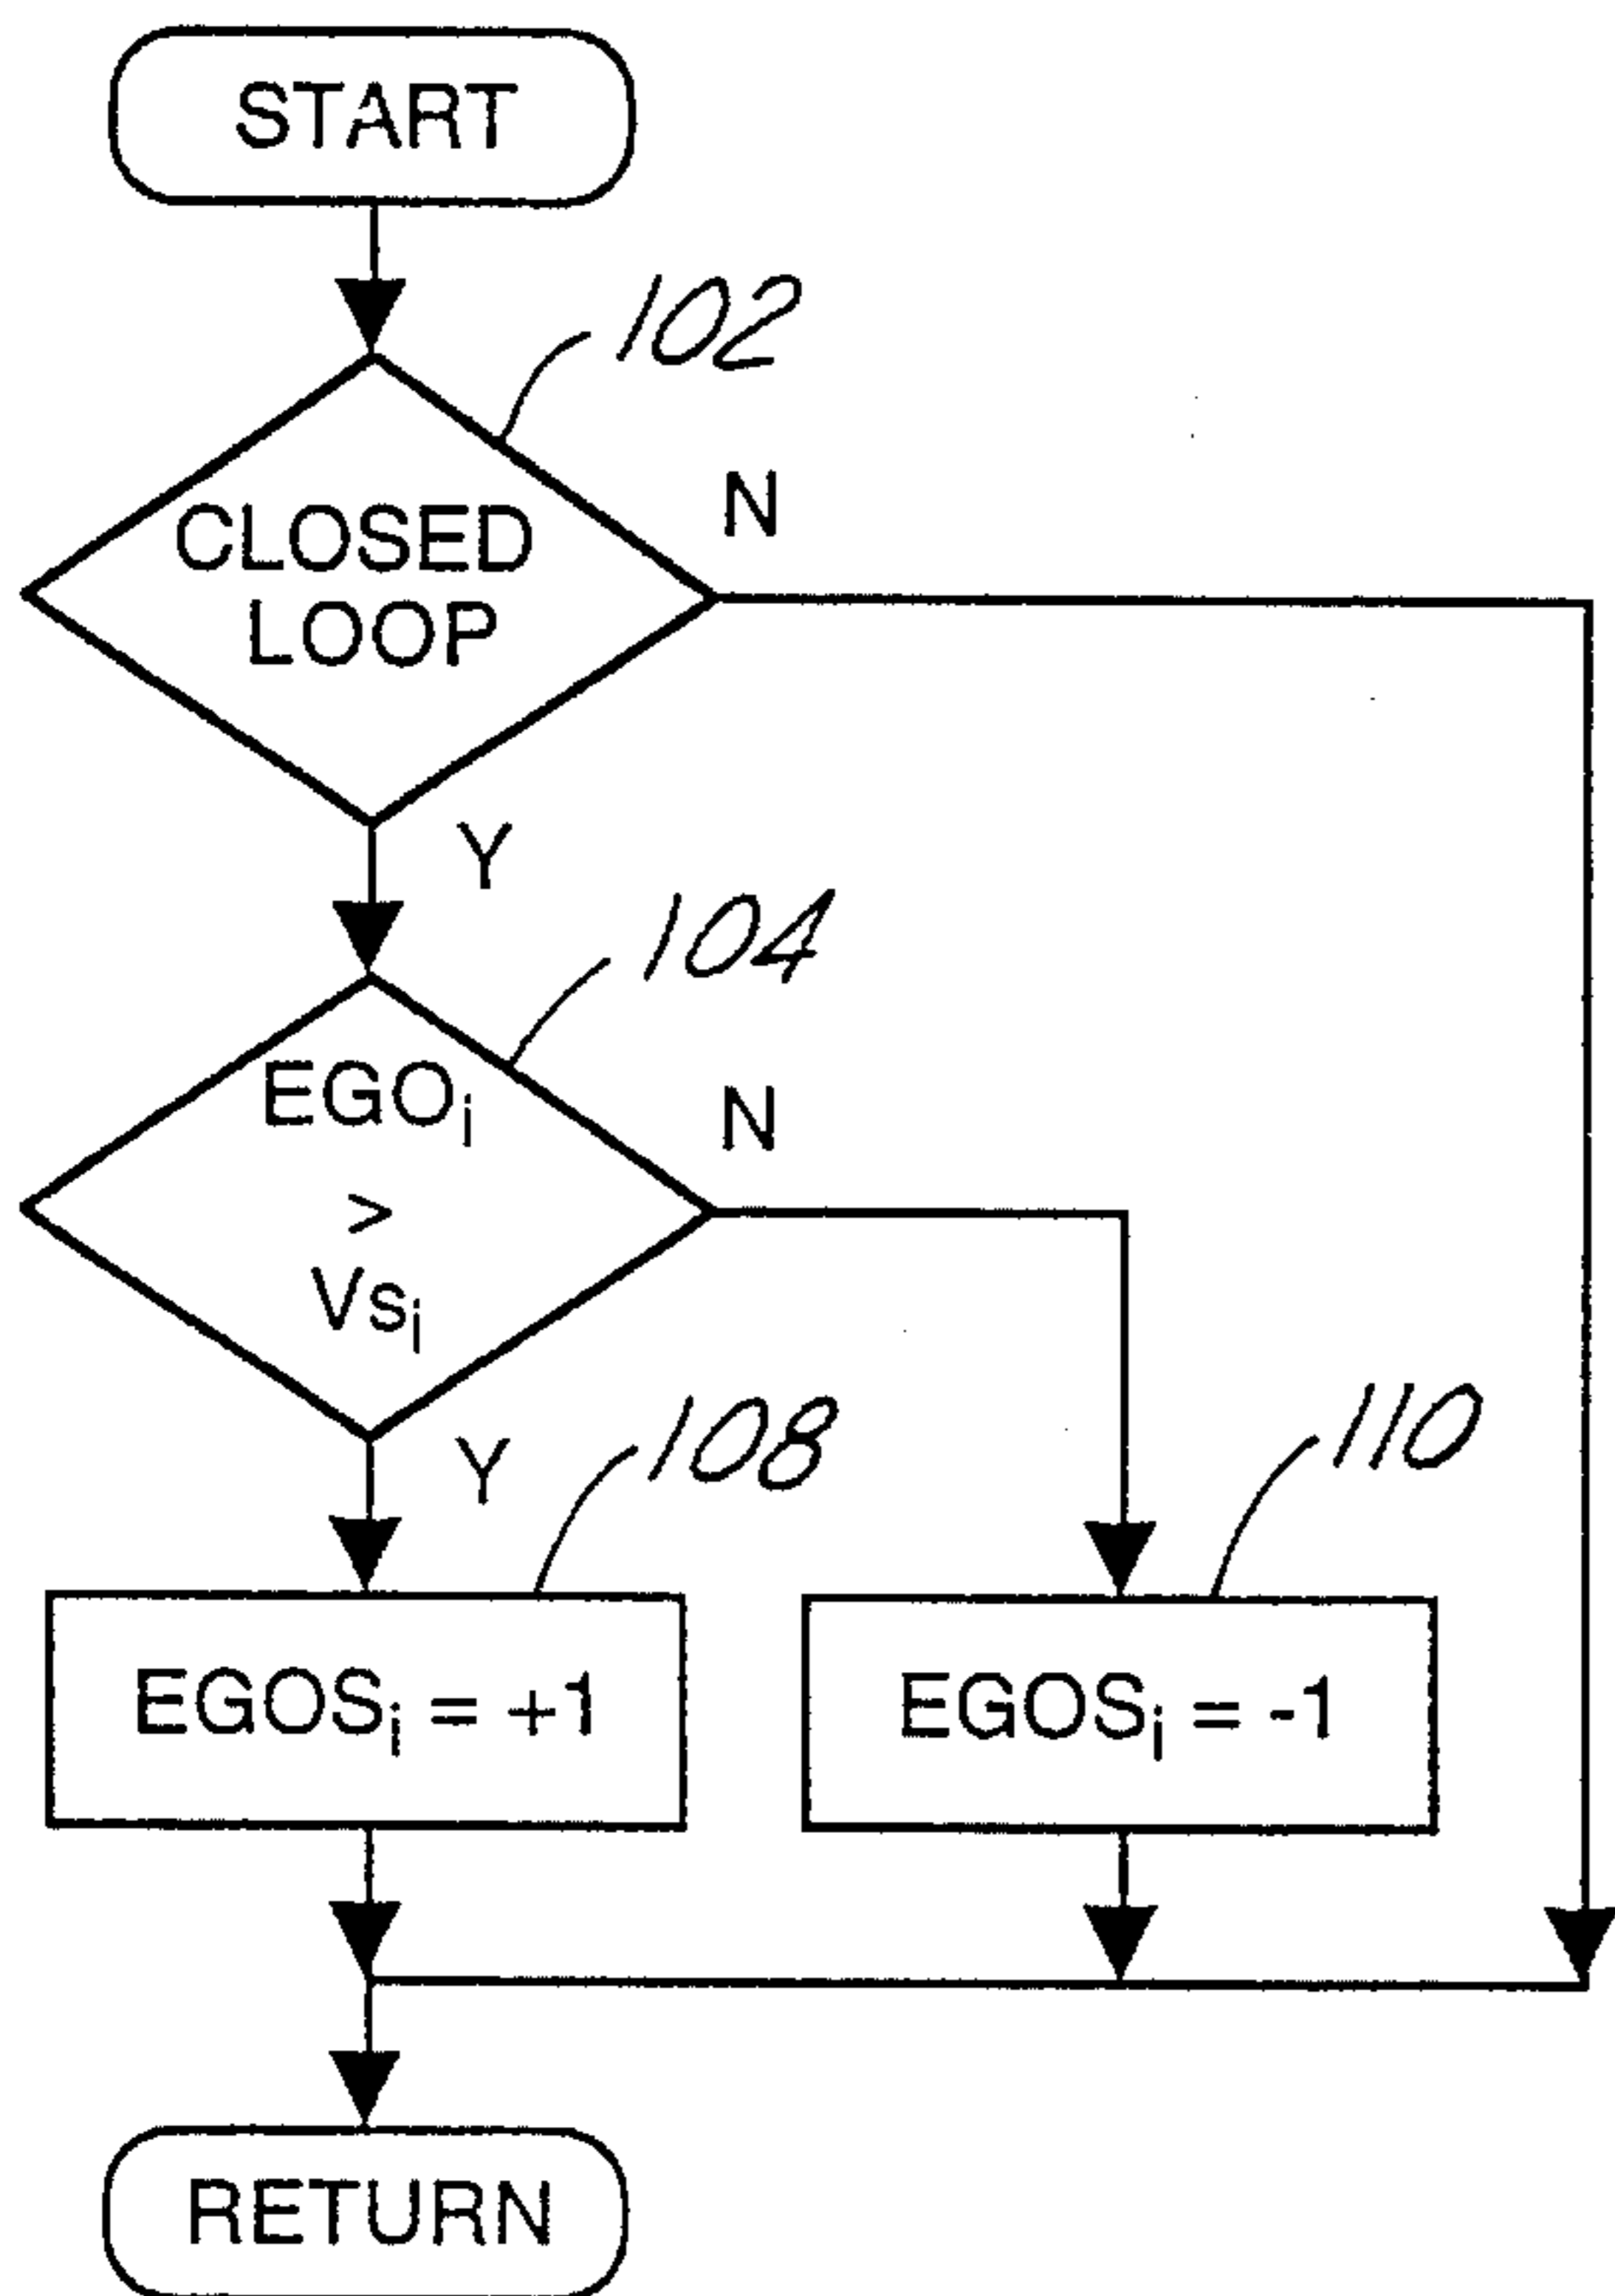 START
102
CLOSED
LOOP
N
Y
104
EGOi
>
Vsi
N
Y
108
110
EGOSi = +1
EGOSi = -1
RETURN